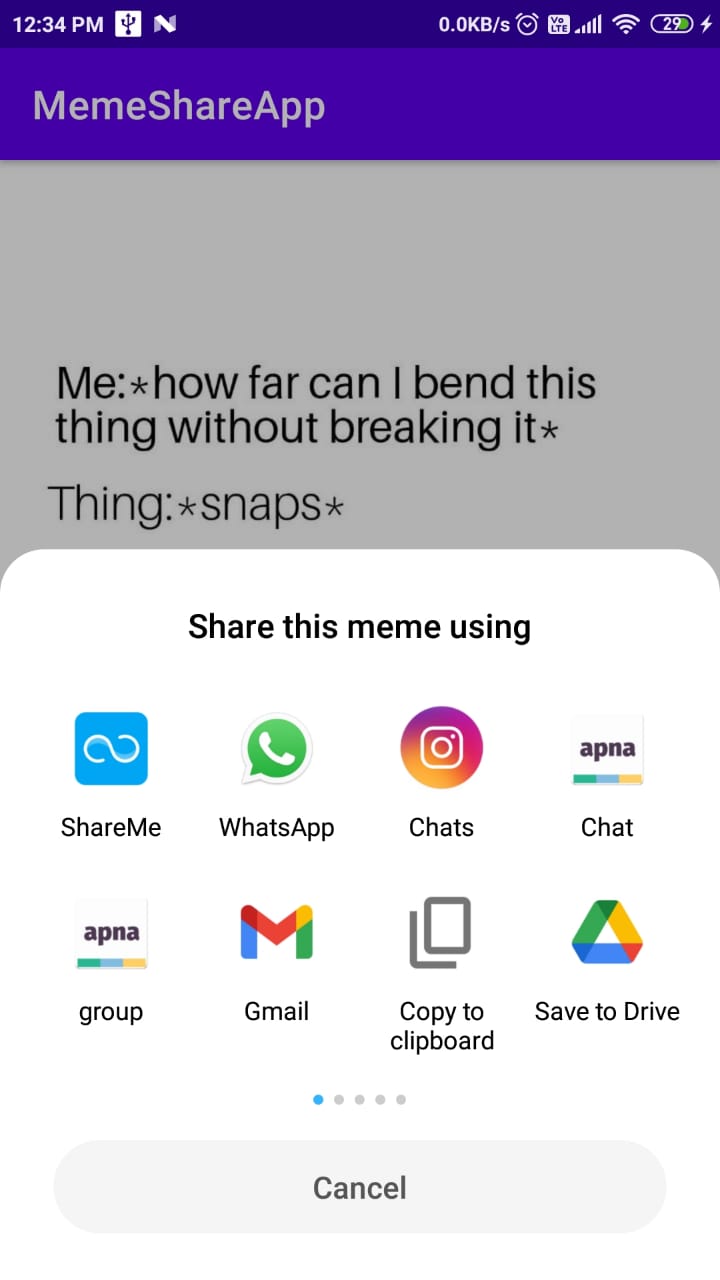 12:34 PM 0.0KB/s Vo LTE 29
MemeShareApp
Me:*how far can I bend this
thing without breaking it*
Thing:*snaps*
Share this meme using
ShareMe WhatsApp Chats apna Chat
apna group Gmail Copy to clipboard Save to Drive
Cancel